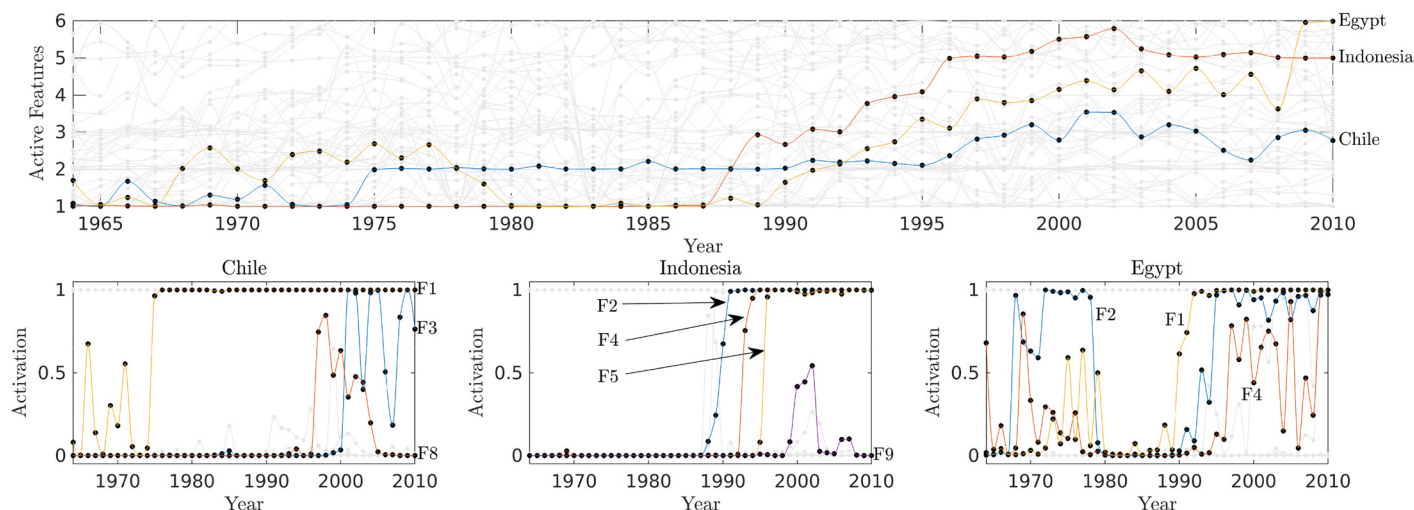 6
5
4
3
2
1
Active Features
Egypt
Indonesia
Chile
1965 1970 1975 1980 1985 1990 1995 2000 2005 2010
Year
Chile
1
0.5
0
Activation
F1
F3
F8
1970 1980 1990 2000 2010
Year
Indonesia
1
0.5
0
Activation
F2
F4
F5
F9
1970 1980 1990 2000 2010
Year
Egypt
1
0.5
0
Activation
F2
F1
F4
1970 1980 1990 2000 2010
Year